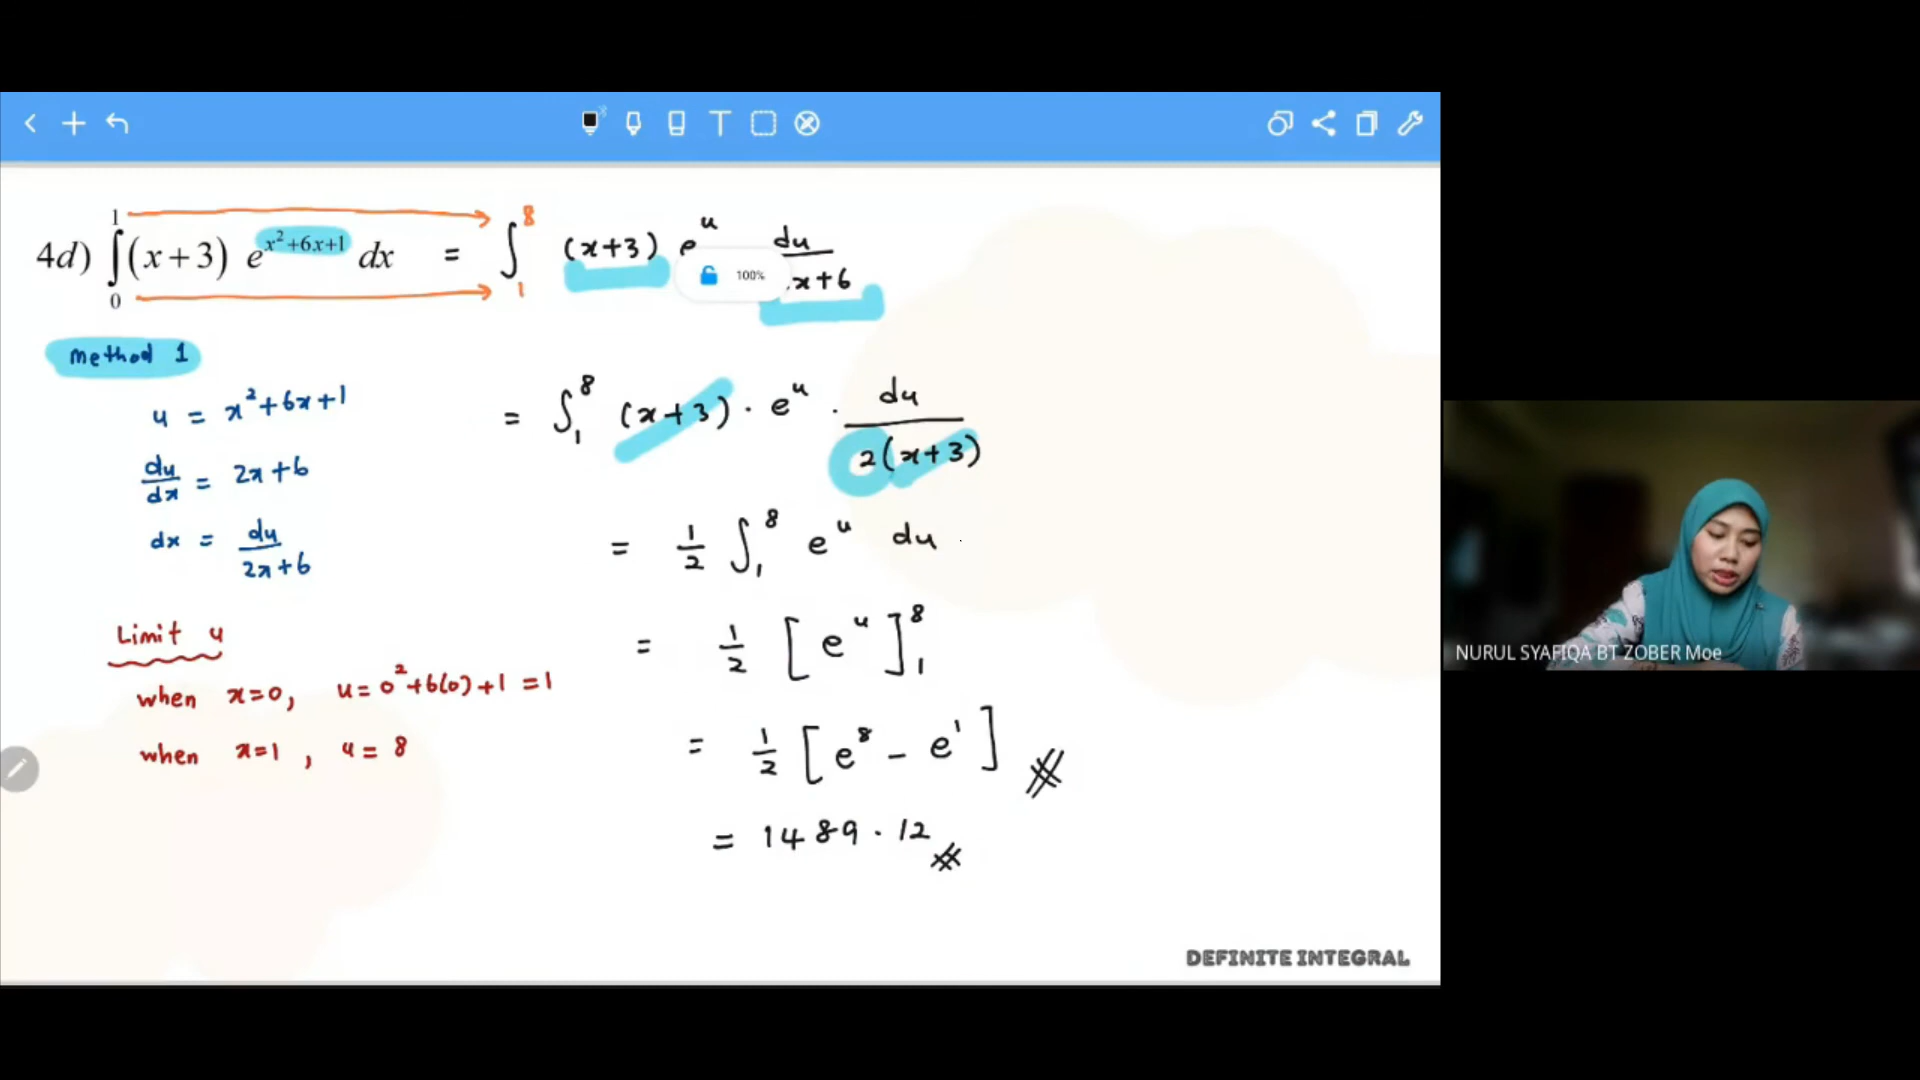 4d) ∫₀¹ (x+3) e^(x²+6x+1) dx = ∫₁⁸ (x+3) e^u du / x+6
100%
method 1
u = x²+6x+1
= ∫₁⁸ (x+3) · e^u · du / 2(x+3)
du/dx = 2x+6
dx = du / 2x+6
= 1/2 ∫₁⁸ e^u du
Limit u
= 1/2 [e^u]₁⁸
when x=0, u=0²+6(0)+1 =1
when x=1, u= 8
= 1/2 [e⁸ - e¹]
= 1489.12
DEFINITE INTEGRAL
NURUL SYAFIQA BT ZOBER Moe